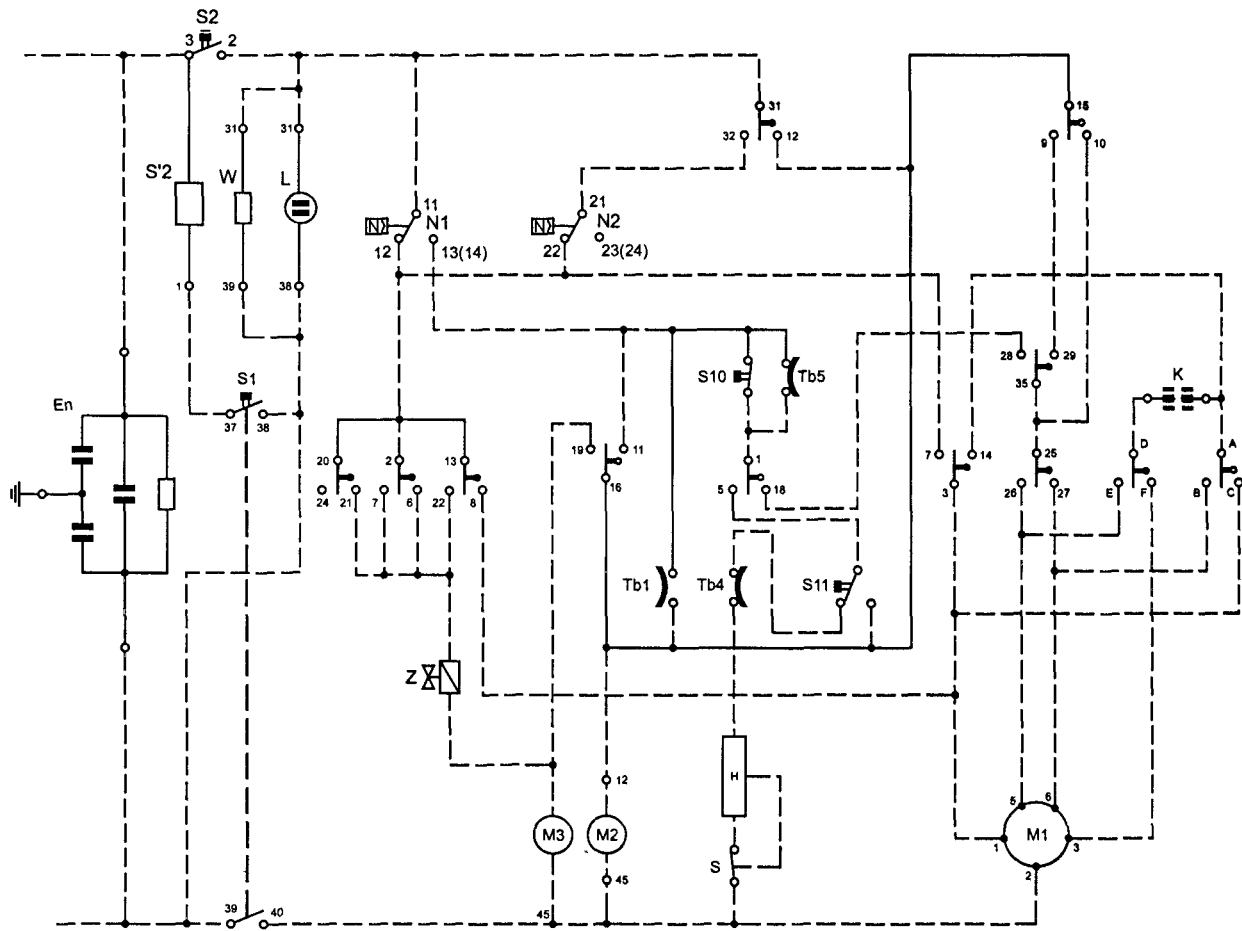 S2
3 2
31
32 12
15
9 10
31 31
S'2 W L
11
N N1
12 13(14)
21
N N2
22 23(24)
1 39 38
S1
37 38
En
S10 Tb5
28 29
35
K
20 2 13
24 21 7 6 22 8
19 11
16
1
5 18
7 14
3
25
26 27
D
E F
A
B C
Tb1 Tb4 S11
Z
H
12
M3 M2
S
45
5 6
M1
1 3
2
39 40
45